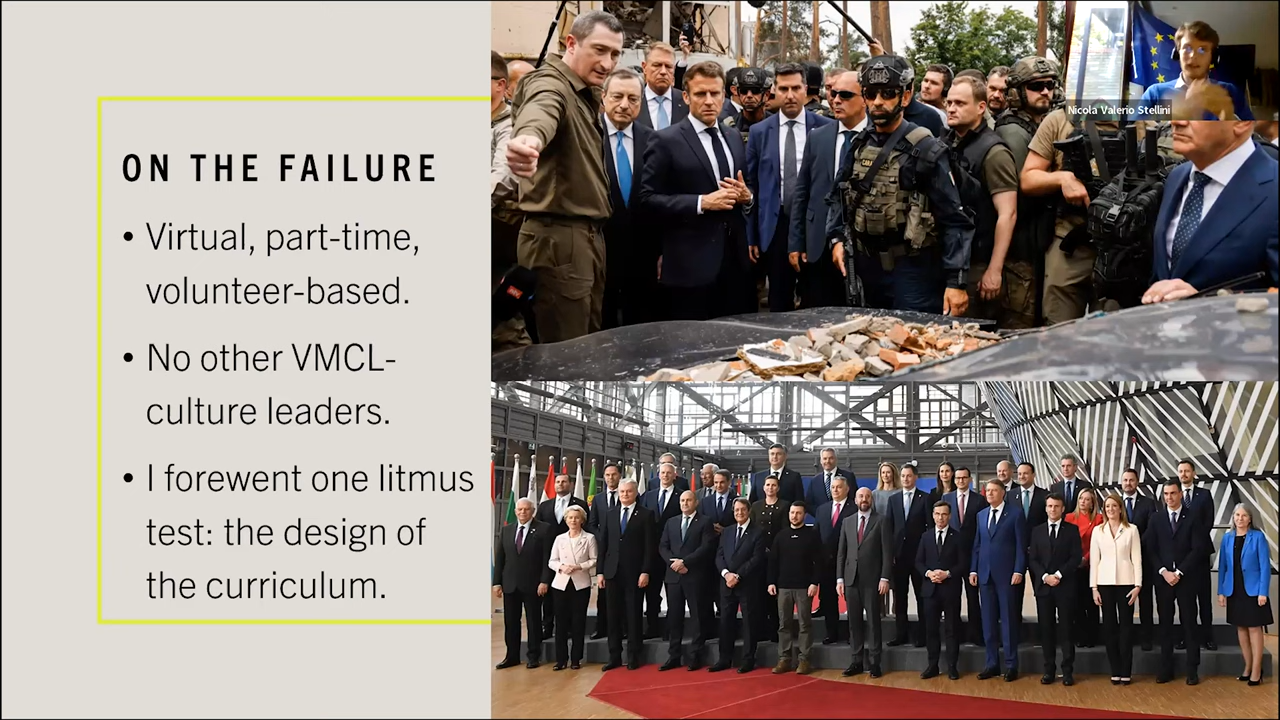 ON THE FAILURE
• Virtual, part-time,
volunteer-based.
• No other VMCL-
culture leaders.
• I forewent one litmus
test: the design of
the curriculum.
Nicola Valerio Stellini